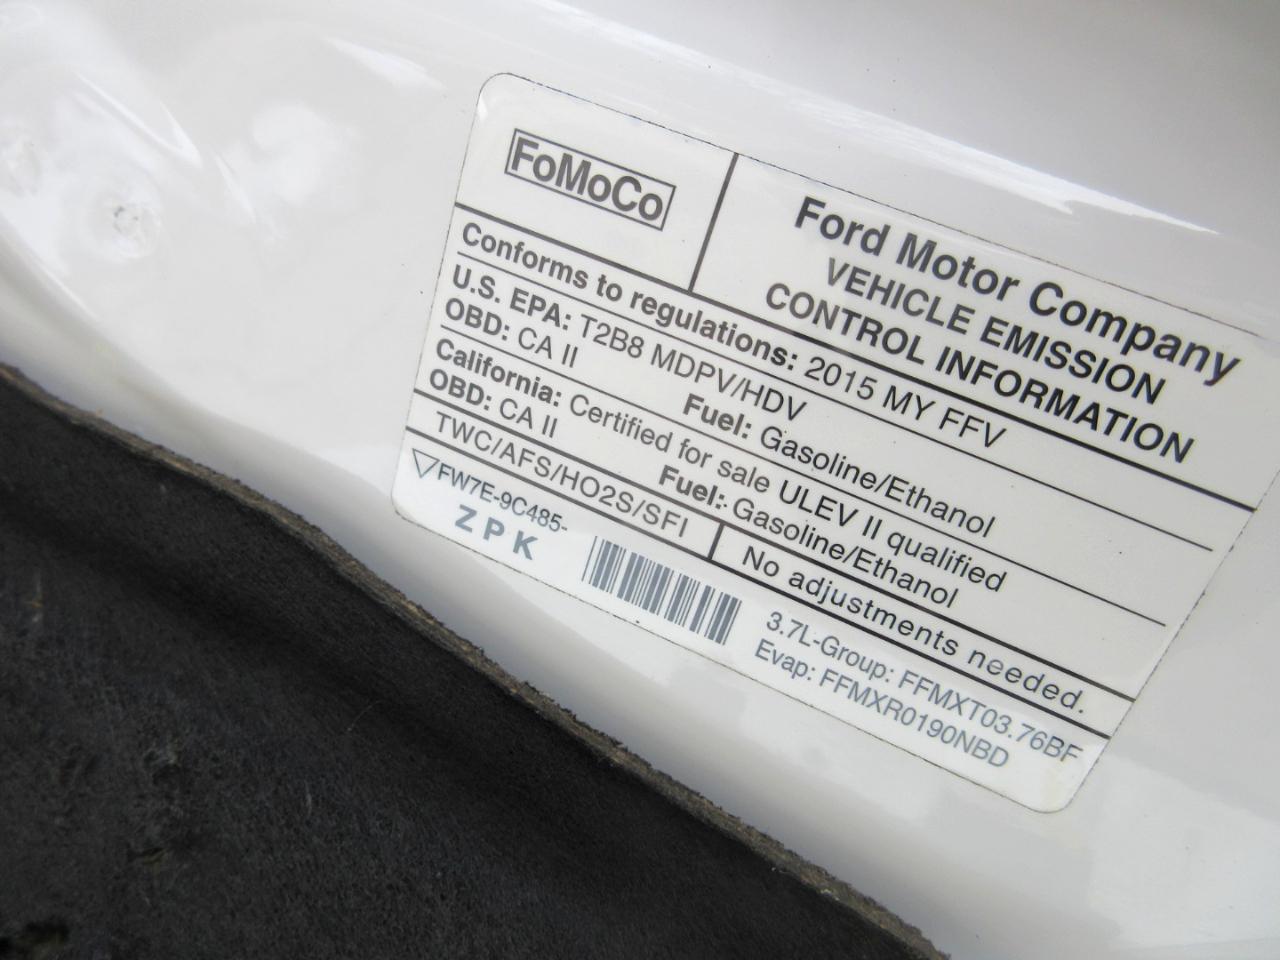 FoMoCo
Ford Motor Company
VEHICLE EMISSION
CONTROL INFORMATION
Conforms to regulations: 2015 MY FFV
U.S. EPA: T2B8 MDPV/HDV
OBD: CA II Fuel: Gasoline/Ethanol
California: Certified for sale ULEV II qualified
OBD: CA II Fuel: Gasoline/Ethanol
TWC/AFS/HO2S/SFI
No adjustments needed.
FW7E-9C485-
ZPK
3.7L-Group: FFMXT03.76BF
Evap: FFMXR0190NBD